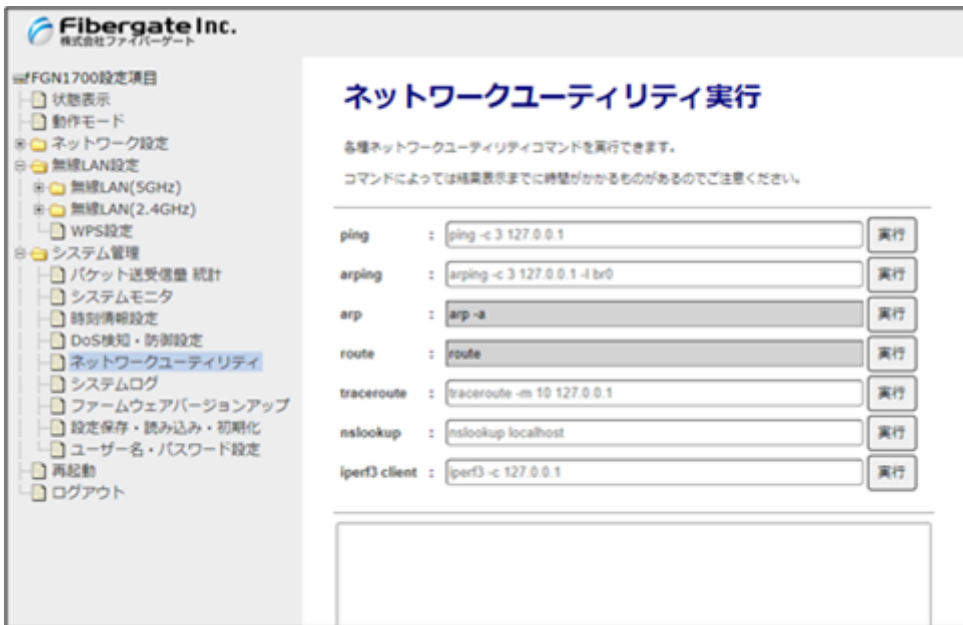 Fibergate Inc.
株式会社ファイバーゲート
FGN1700設定項目
状態表示
動作モード
ネットワーク設定
無線LAN設定
無線LAN(5GHz)
無線LAN(2.4GHz)
WPS設定
システム管理
パケット送受信量 統計
システムモニタ
時刻情報設定
DoS検知・防御設定
ネットワークユーティリティ
システムログ
ファームウェアバージョンアップ
設定保存・読み込み・初期化
ユーザー名・パスワード設定
再起動
ログアウト
ネットワークユーティリティ実行
各種ネットワークユーティリティコマンドを実行できます。
コマンドによっては結果表示までに時間がかかるものがあるのでご注意ください。
ping : ping -c 3 127.0.0.1 実行
arping : arping -c 3 127.0.0.1 -I br0 実行
arp : arp -a 実行
route : route 実行
traceroute : traceroute -m 10 127.0.0.1 実行
nslookup : nslookup localhost 実行
iperf3 client : iperf3 -c 127.0.0.1 実行